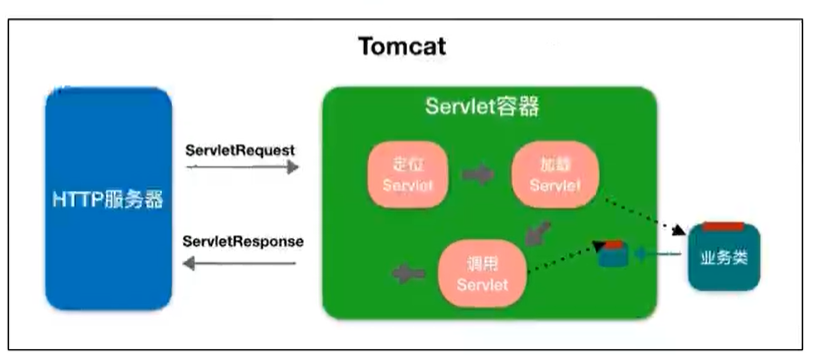 Tomcat
Servlet容器
ServletRequest
定位
Servlet
加载
Servlet
HTTP服务器
ServletResponse
调用
Servlet
业务类